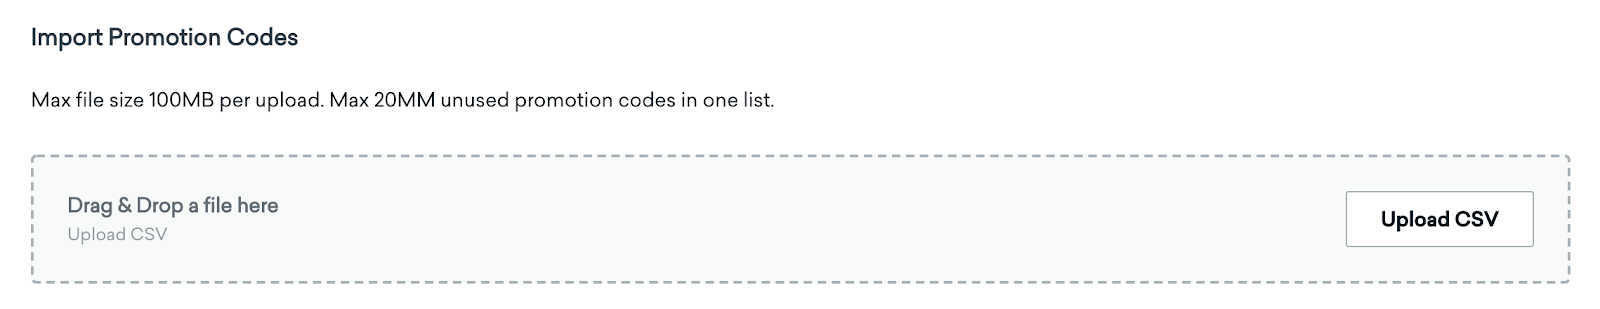 Import Promotion Codes
Max file size 100MB per upload. Max 20MM unused promotion codes in one list.
Drag & Drop a file here
Upload CSV
Upload CSV